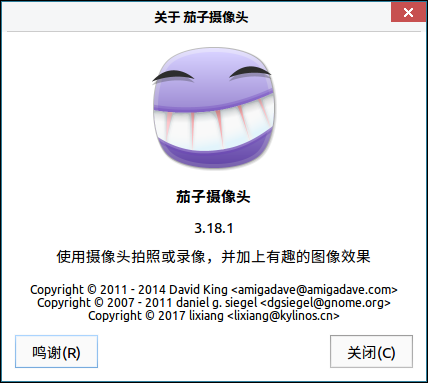 关于 茄子摄像头
茄子摄像头
3.18.1
使用摄像头拍照或录像，并加上有趣的图像效果
Copyright © 2011 - 2014 David King <amigadave@amigadave.com>
Copyright © 2007 - 2011 daniel g. siegel <dgsiegel@gnome.org>
Copyright © 2017 lixiang <lixiang@kylinos.cn>
鸣谢(R)
关闭(C)